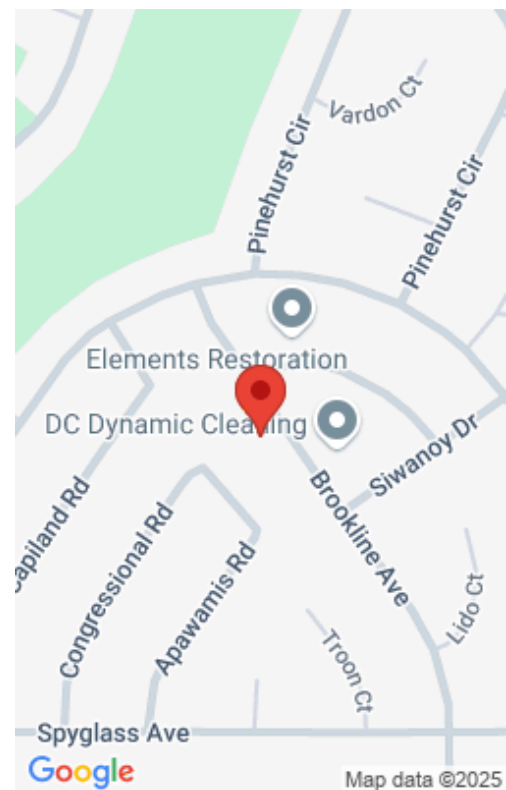 Vardon Ct
Pinehurst Cir
Pinehurst Cir
Elements Restoration
DC Dynamic Cleaning
Siwanoy Dr
Brookline Ave
apiland Rd
Congressional Rd
Apawamis Rd
Lido Ct
Troon Ct
Spyglass Ave
Google
Map data ©2025